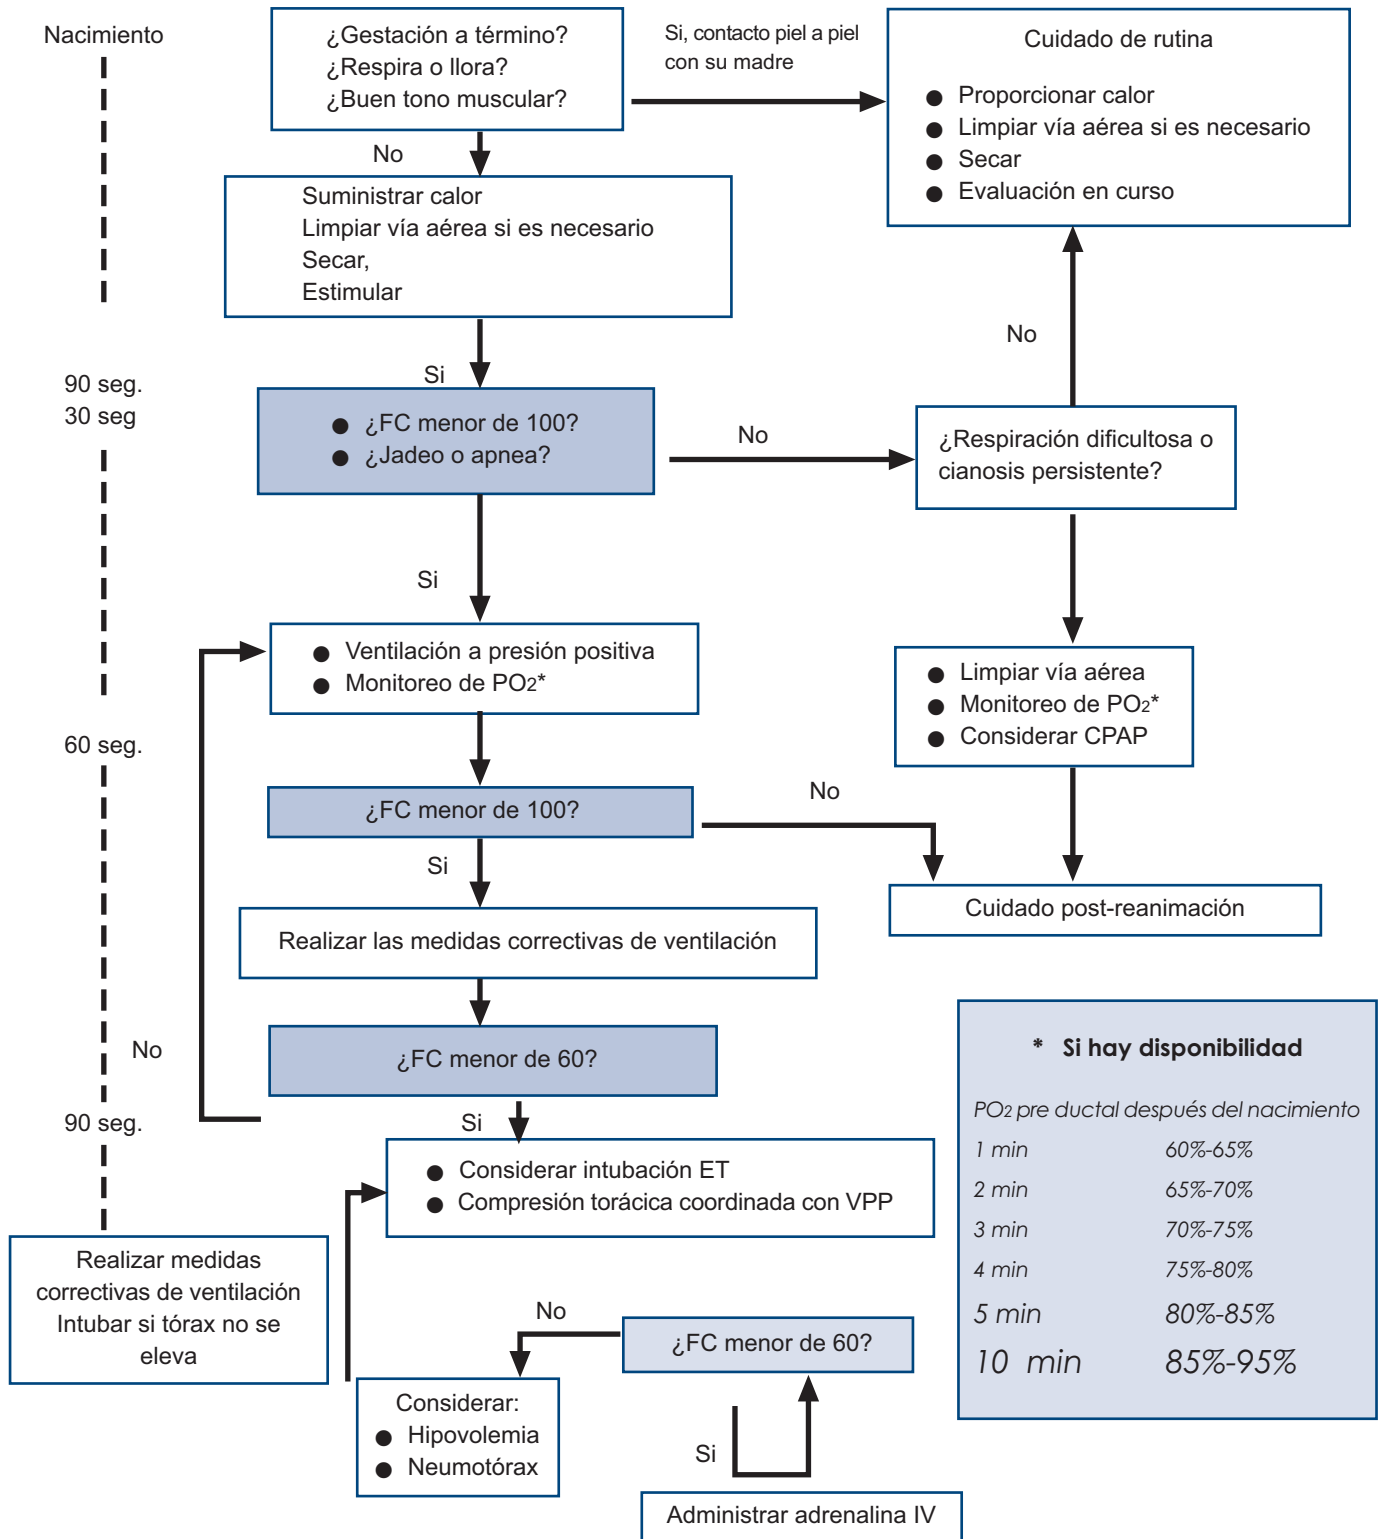 Nacimiento
¿Gestación a término?
¿Respira o llora?
¿Buen tono muscular?
Si, contacto piel a piel
con su madre
Cuidado de rutina
● Proporcionar calor
● Limpiar vía aérea si es necesario
● Secar
● Evaluación en curso
No
Suministrar calor
Limpiar vía aérea si es necesario
Secar,
Estimular
No
Si
90 seg.
30 seg
● ¿FC menor de 100?
● ¿Jadeo o apnea?
No
¿Respiración dificultosa o
cianosis persistente?
Si
● Ventilación a presión positiva
● Monitoreo de PO2*
● Limpiar vía aérea
● Monitoreo de PO2*
● Considerar CPAP
60 seg.
¿FC menor de 100?
No
Si
Cuidado post-reanimación
Realizar las medidas correctivas de ventilación
No
¿FC menor de 60?
90 seg.
Si
● Considerar intubación ET
● Compresión torácica coordinada con VPP
* Si hay disponibilidad
PO2 pre ductal después del nacimiento
1 min 60%-65%
2 min 65%-70%
3 min 70%-75%
4 min 75%-80%
5 min 80%-85%
10 min 85%-95%
Realizar medidas
correctivas de ventilación
Intubar si tórax no se
eleva
No
¿FC menor de 60?
Considerar:
● Hipovolemia
● Neumotórax
Si
Administrar adrenalina IV